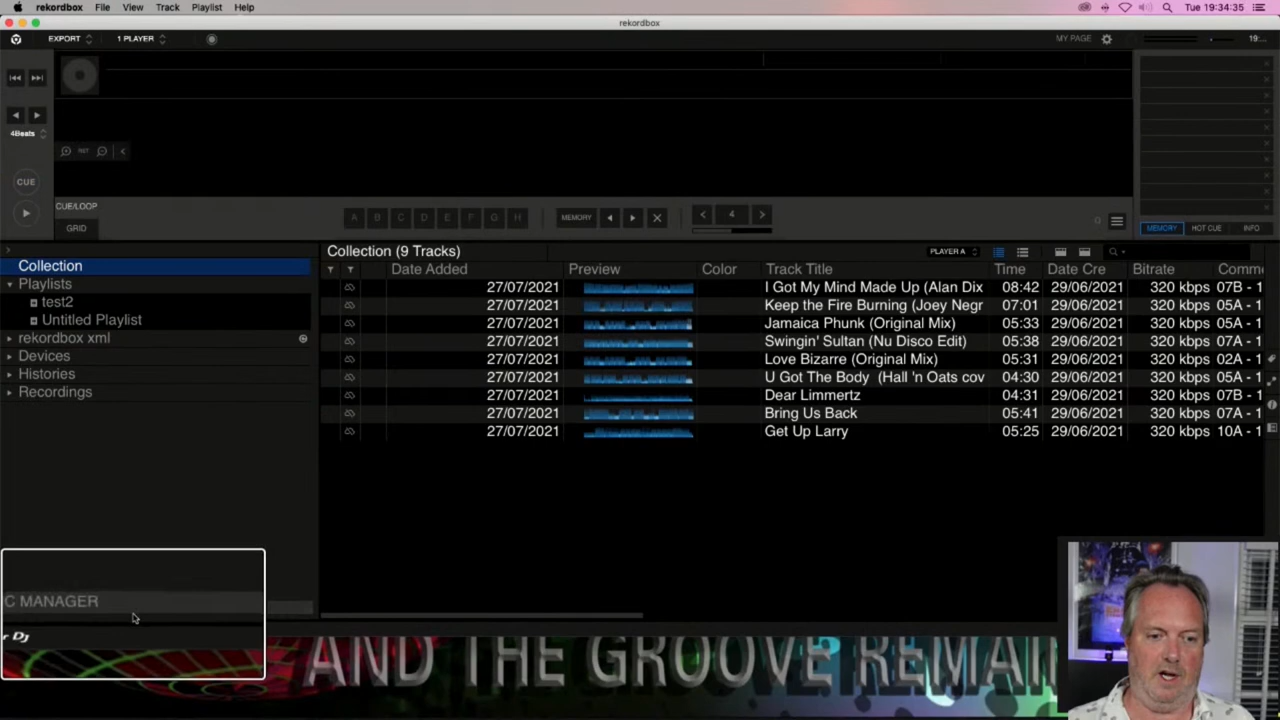 rekordbox File View Track Playlist Help Tue 19:34:35
rekordbox
EXPORT 1 PLAYER MY PAGE 19:...
4Beats
RST
CUE
CUE/LOOP
GRID
A B C D E F G H MEMORY 4 0
MEMORY HOT CUE INFO
Collection
Playlists
test2
Untitled Playlist
rekordbox xml
Devices
Histories
Recordings
Collection (9 Tracks) PLAYER A
Date Added Preview Color Track Title Time Date Cre Bitrate Comme
27/07/2021 I Got My Mind Made Up (Alan Dix 08:42 29/06/2021 320 kbps 07B - 1
27/07/2021 Keep the Fire Burning (Joey Negr 07:01 29/06/2021 320 kbps 05A - 1
27/07/2021 Jamaica Phunk (Original Mix) 05:33 29/06/2021 320 kbps 05A - 1
27/07/2021 Swingin' Sultan (Nu Disco Edit) 05:38 29/06/2021 320 kbps 07A - 1
27/07/2021 Love Bizarre (Original Mix) 05:31 29/06/2021 320 kbps 02A - 1
27/07/2021 U Got The Body (Hall 'n Oats cov 04:30 29/06/2021 320 kbps 05A - 1
27/07/2021 Dear Limmertz 04:31 29/06/2021 320 kbps 07B - 1
27/07/2021 Bring Us Back 05:41 29/06/2021 320 kbps 07A - 1
27/07/2021 Get Up Larry 05:25 29/06/2021 320 kbps 10A - 1
C MANAGER
r DJ
AND THE GROOVE REMAIN